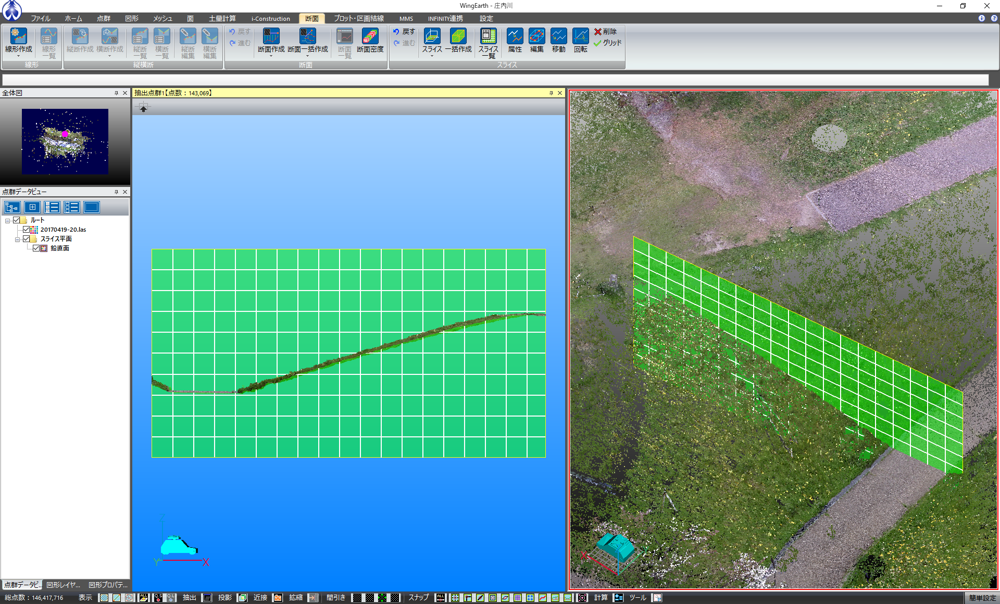 WingEarth - 庄内川
ファイル ホーム 点群 図形 メッシュ 面 土量計算 i-Construction 断面 プロット・区画結線 MMS INFINITY連携 設定
線形作成 線形一覧 縦断作成 横断作成 縦断一覧 横断一覧 縦断編集 横断編集 戻す 進む 断面作成 断面一括作成 断面一覧 断面密度 戻す 進む スライス 一括作成 スライス一覧 属性 編集 移動 回転 削除 グリッド
線形 縦横断 断面 スライス
全体図
抽出点群1【点数：143,069】
点群データビュー
ルート
20170419-20.las
スライス平面
鉛直面
Z
Y X
X Y
点群データビ... 図形レイヤ... 図形プロパテ...
総点数：146,417,716 表示 ALL Q.S Q.L 抽出 投影 近接 拡縮 間引き スナップ ALL 計算 ツール 簡単設定